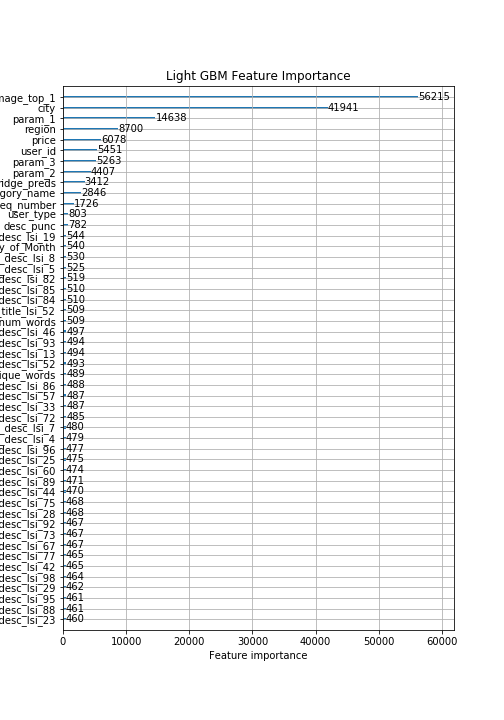 Light GBM Feature Importance
mage_top_1 56215
city 41941
param_1 14638
region 8700
price 6078
user_id 5451
param_3 5263
param_2 4407
ridge_preds 3412
egory_name 2846
eq_number 1726
user_type 803
desc_punc 782
desc_lsi_19 544
y_of_Month 540
desc_lsi_8 530
desc_lsi_5 525
desc_lsi_82 519
desc_lsi_85 510
desc_lsi_84 510
title_lsi_52 509
num_words 509
desc_lsi_46 497
desc_lsi_93 494
desc_lsi_13 494
desc_lsi_52 493
ique_words 489
desc_lsi_86 488
desc_lsi_57 487
desc_lsi_33 487
desc_lsi_72 485
desc_lsi_7 480
desc_lsi_4 479
desc_lsi_96 477
desc_lsi_25 475
desc_lsi_60 474
desc_lsi_89 471
desc_lsi_44 470
desc_lsi_75 468
desc_lsi_28 468
desc_lsi_92 467
desc_lsi_73 467
desc_lsi_67 467
desc_lsi_77 465
desc_lsi_42 465
desc_lsi_98 464
desc_lsi_29 462
desc_lsi_95 461
desc_lsi_88 461
desc_lsi_23 460
0 10000 20000 30000 40000 50000 60000
Feature importance